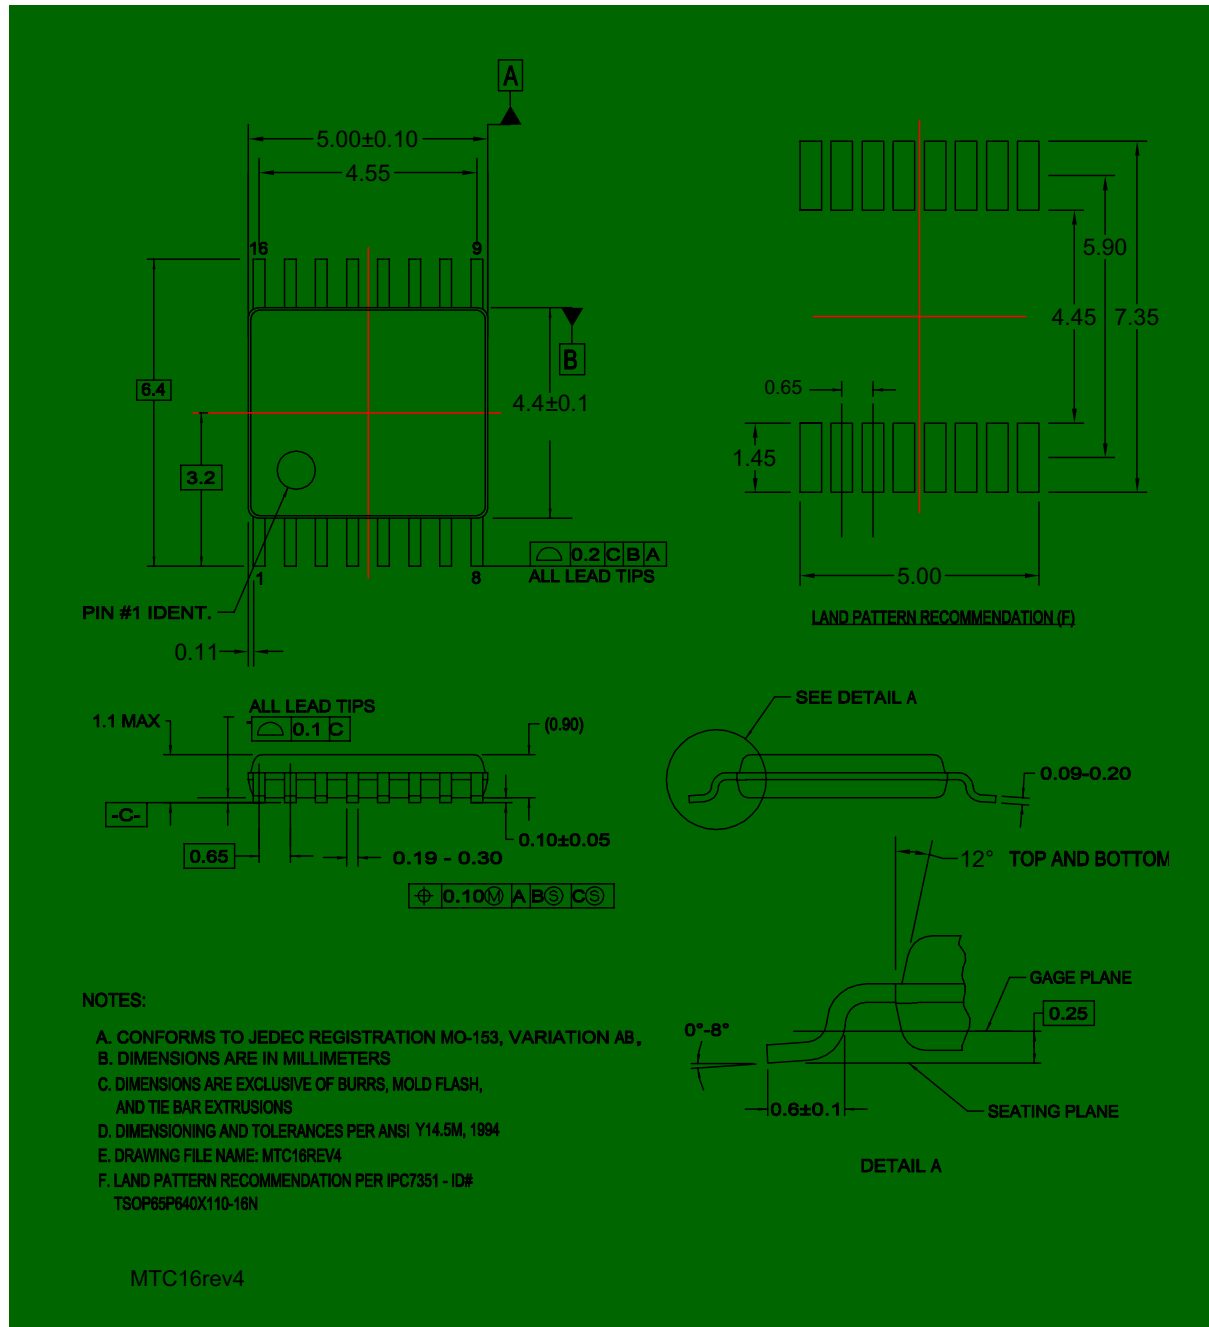 A
5.00±0.10
4.55
16
9
B
6.4
4.4±0.1
3.2
0.2 C B A
ALL LEAD TIPS
1
8
PIN #1 IDENT.
0.11
5.90
4.45
7.35
0.65
1.45
5.00
LAND PATTERN RECOMMENDATION (F)
ALL LEAD TIPS
1.1 MAX
0.1 C
(0.90)
-C-
0.10±0.05
0.65
0.19 - 0.30
0.10Ⓜ A BⓈ CⓈ
SEE DETAIL A
0.09-0.20
12° TOP AND BOTTOM
GAGE PLANE
0.25
0°-8°
0.6±0.1
SEATING PLANE
DETAIL A
NOTES:
A. CONFORMS TO JEDEC REGISTRATION MO-153, VARIATION AB,
B. DIMENSIONS ARE IN MILLIMETERS
C. DIMENSIONS ARE EXCLUSIVE OF BURRS, MOLD FLASH,
AND TIE BAR EXTRUSIONS
D. DIMENSIONING AND TOLERANCES PER ANSI Y14.5M, 1994
E. DRAWING FILE NAME: MTC16REV4
F. LAND PATTERN RECOMMENDATION PER IPC7351 - ID#
TSOP65P640X110-16N
MTC16rev4